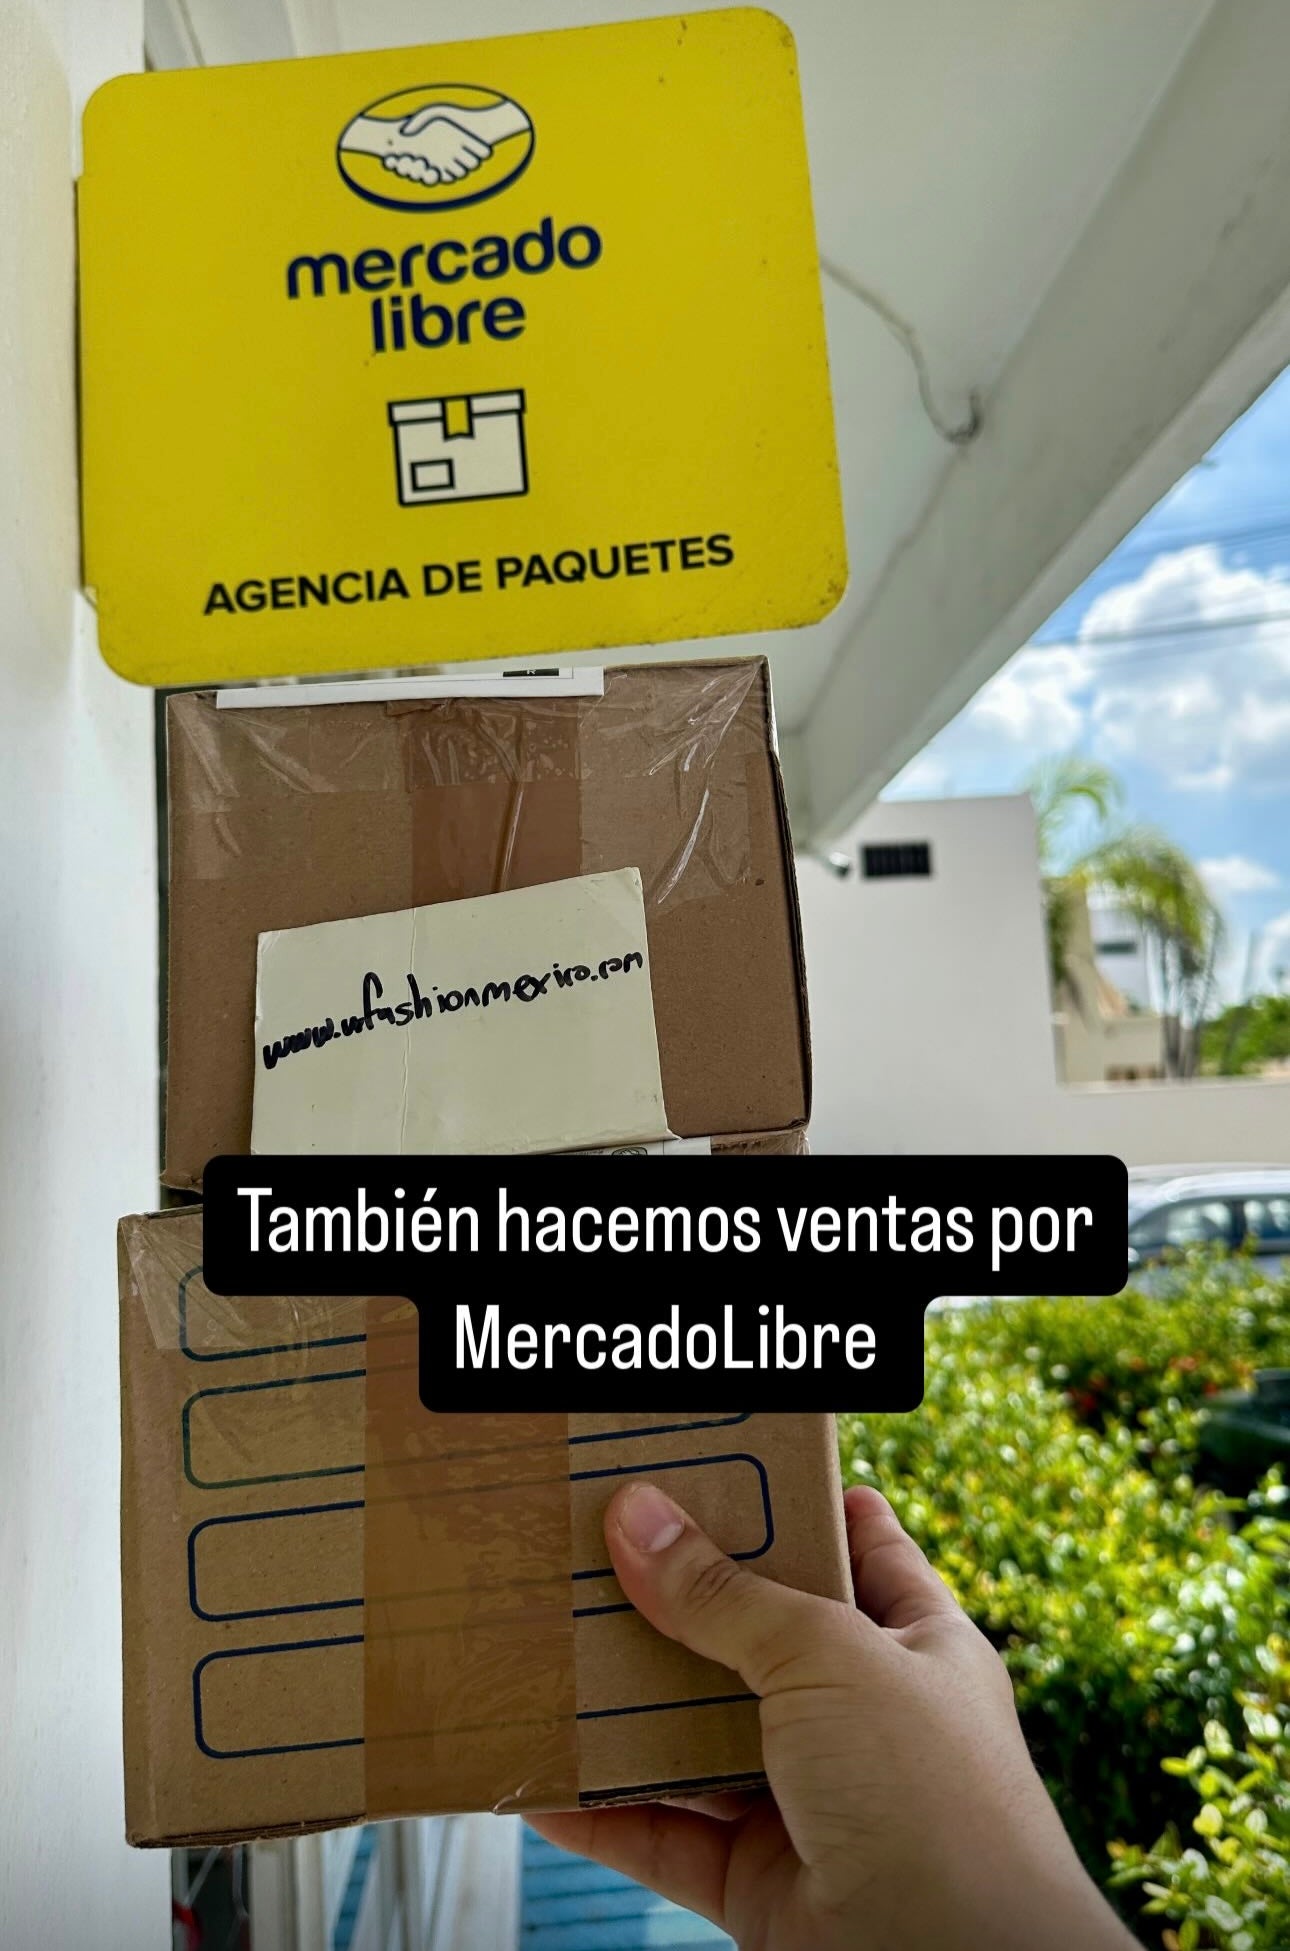 mercado
libre
AGENCIA DE PAQUETES
www.wfashionmexico.com
También hacemos ventas por
MercadoLibre